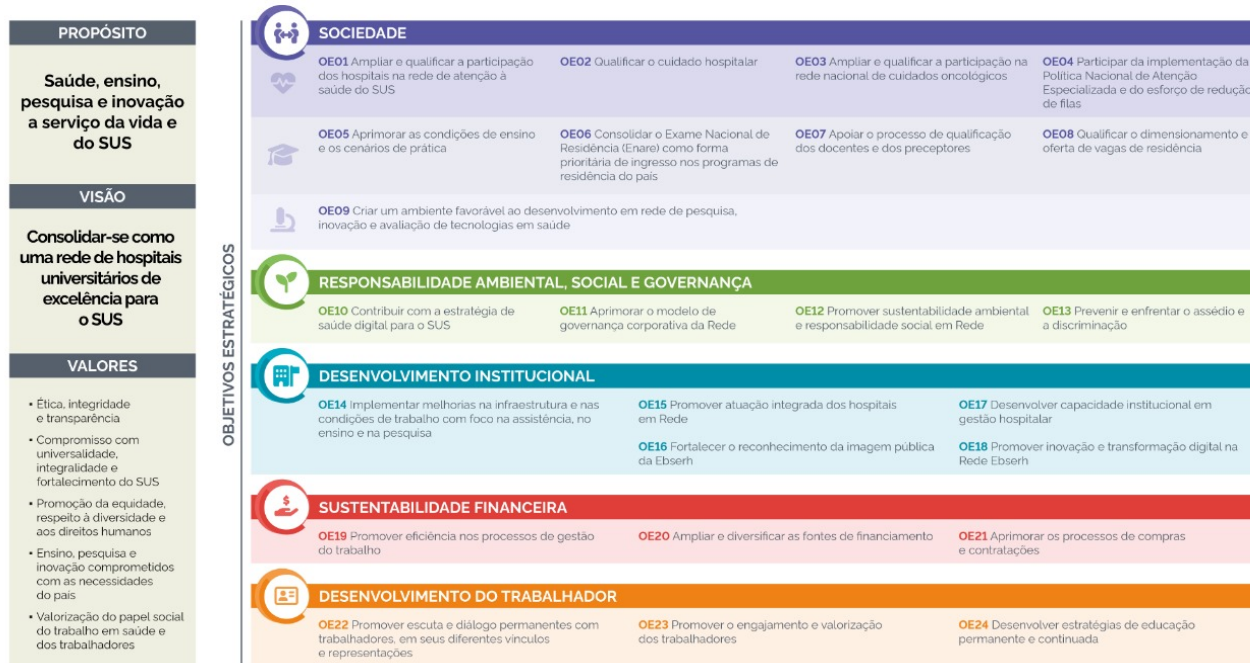 PROPÓSITO
Saúde, ensino,
pesquisa e inovação
a serviço da vida e
do SUS
VISÃO
Consolidar-se como
uma rede de hospitais
universitários de
excelência para
o SUS
VALORES
• Ética, integridade
e transparência
• Compromisso com
universalidade,
integralidade e
fortalecimento do SUS
• Promoção da equidade,
respeito à diversidade e
aos direitos humanos
• Ensino, pesquisa e
inovação comprometidos
com as necessidades
do país
• Valorização do papel social
do trabalho em saúde e
dos trabalhadores
OBJETIVOS ESTRATÉGICOS
SOCIEDADE
OE01 Ampliar e qualificar a participação
dos hospitais na rede de atenção à
saúde do SUS
OE02 Qualificar o cuidado hospitalar
OE03 Ampliar e qualificar a participação na
rede nacional de cuidados oncológicos
OE04 Participar da implementação da
Política Nacional de Atenção
Especializada e do esforço de redução
de filas
OE05 Aprimorar as condições de ensino
e os cenários de prática
OE06 Consolidar o Exame Nacional de
Residência (Enare) como forma
prioritária de ingresso nos programas de
residência do país
OE07 Apoiar o processo de qualificação
dos docentes e dos preceptores
OE08 Qualificar o dimensionamento e
oferta de vagas de residência
OE09 Criar um ambiente favorável ao desenvolvimento em rede de pesquisa,
inovação e avaliação de tecnologias em saúde
RESPONSABILIDADE AMBIENTAL, SOCIAL E GOVERNANÇA
OE10 Contribuir com a estratégia de
saúde digital para o SUS
OE11 Aprimorar o modelo de
governança corporativa da Rede
OE12 Promover sustentabilidade ambiental
e responsabilidade social em Rede
OE13 Prevenir e enfrentar o assédio e
a discriminação
DESENVOLVIMENTO INSTITUCIONAL
OE14 Implementar melhorias na infraestrutura e nas
condições de trabalho com foco na assistência, no
ensino e na pesquisa
OE15 Promover atuação integrada dos hospitais
em Rede
OE16 Fortalecer o reconhecimento da imagem pública
da Ebserh
OE17 Desenvolver capacidade institucional em
gestão hospitalar
OE18 Promover inovação e transformação digital na
Rede Ebserh
SUSTENTABILIDADE FINANCEIRA
OE19 Promover eficiência nos processos de gestão
do trabalho
OE20 Ampliar e diversificar as fontes de financiamento
OE21 Aprimorar os processos de compras
e contratações
DESENVOLVIMENTO DO TRABALHADOR
OE22 Promover escuta e diálogo permanentes com
trabalhadores, em seus diferentes vínculos
e representações
OE23 Promover o engajamento e valorização
dos trabalhadores
OE24 Desenvolver estratégias de educação
permanente e continuada